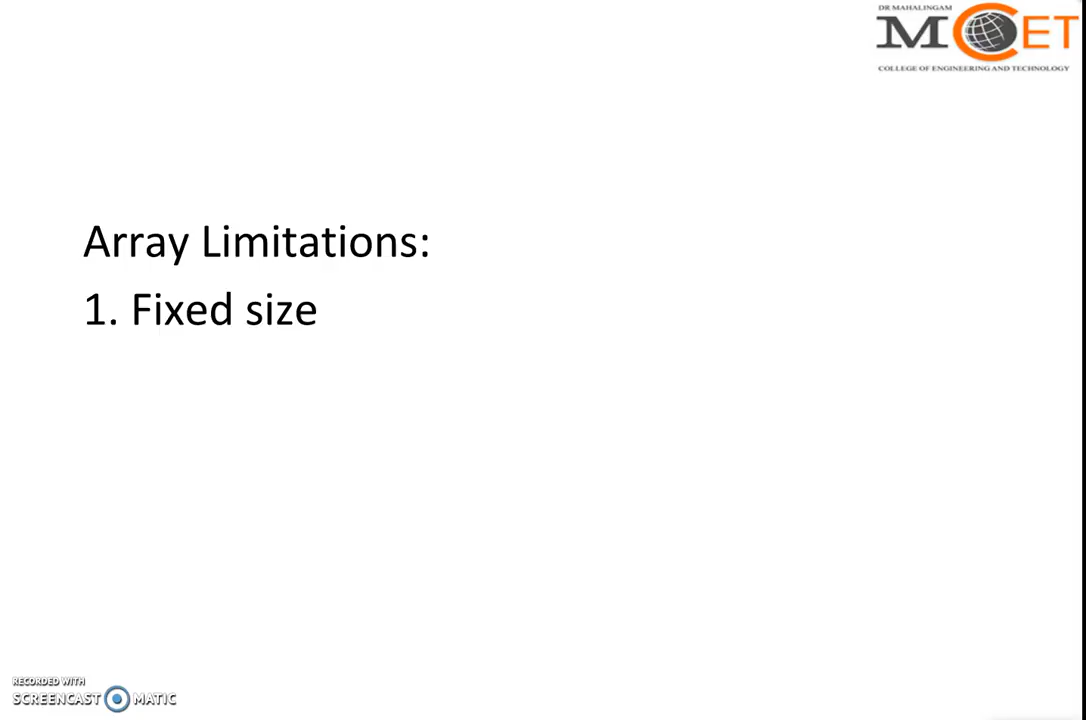 DR MAHALINGAM
MCET
COLLEGE OF ENGINEERING AND TECHNOLOGY
Array Limitations:
1. Fixed size
RECORDED WITH
SCREENCAST MATIC